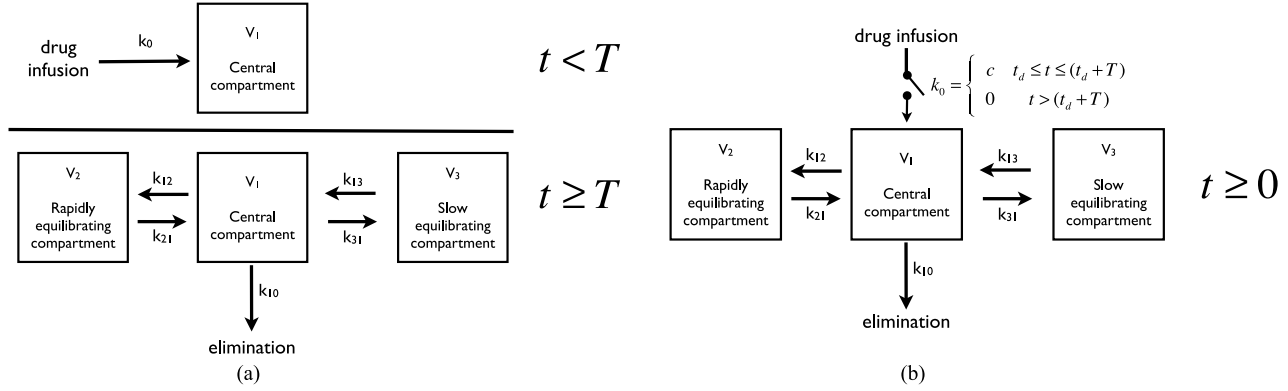 drug
infusion
k0
V1
Central
compartment
t < T
V2
Rapidly
equilibrating
compartment
k12
k21
V1
Central
compartment
k13
k31
V3
Slow
equilibrating
compartment
t ≥ T
k10
elimination
(a)
drug infusion
k0 = { c td ≤ t ≤ (td + T)
0 t > (td + T)
V2
Rapidly
equilibrating
compartment
k12
k21
V1
Central
compartment
k13
k31
V3
Slow
equilibrating
compartment
t ≥ 0
k10
elimination
(b)